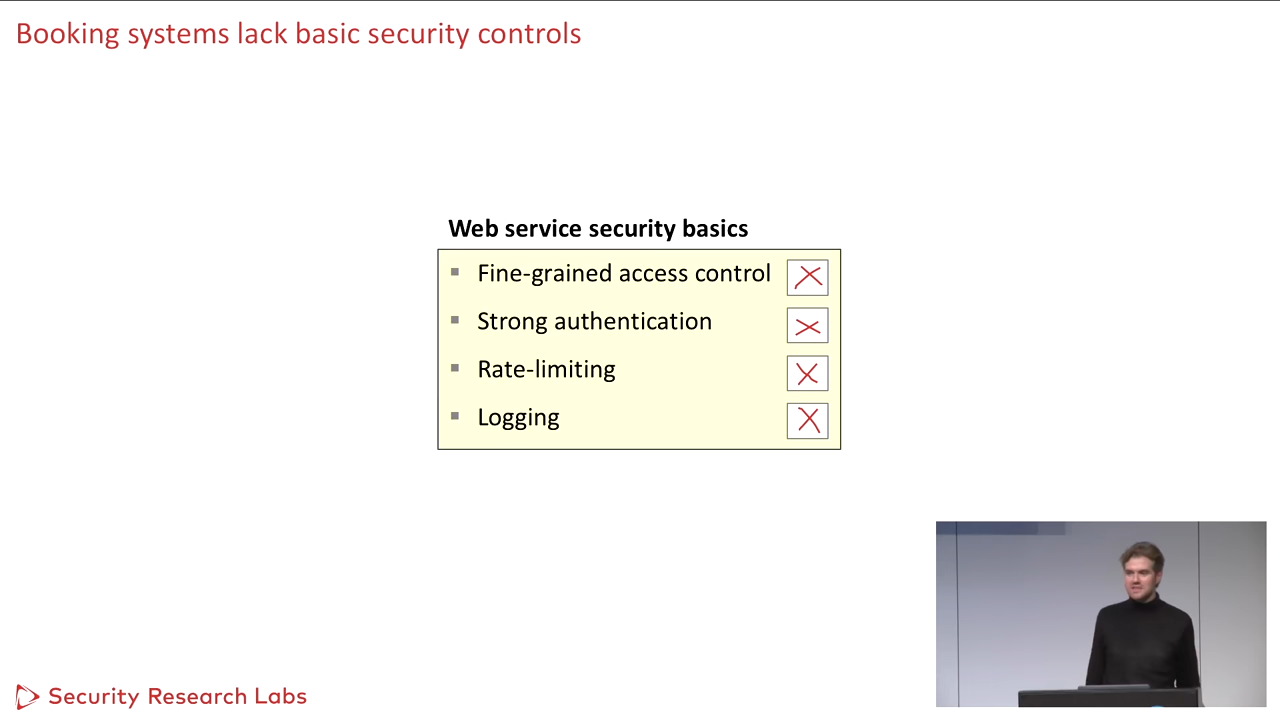 Booking systems lack basic security controls
Web service security basics
Fine-grained access control
Strong authentication
Rate-limiting
Logging
Security Research Labs